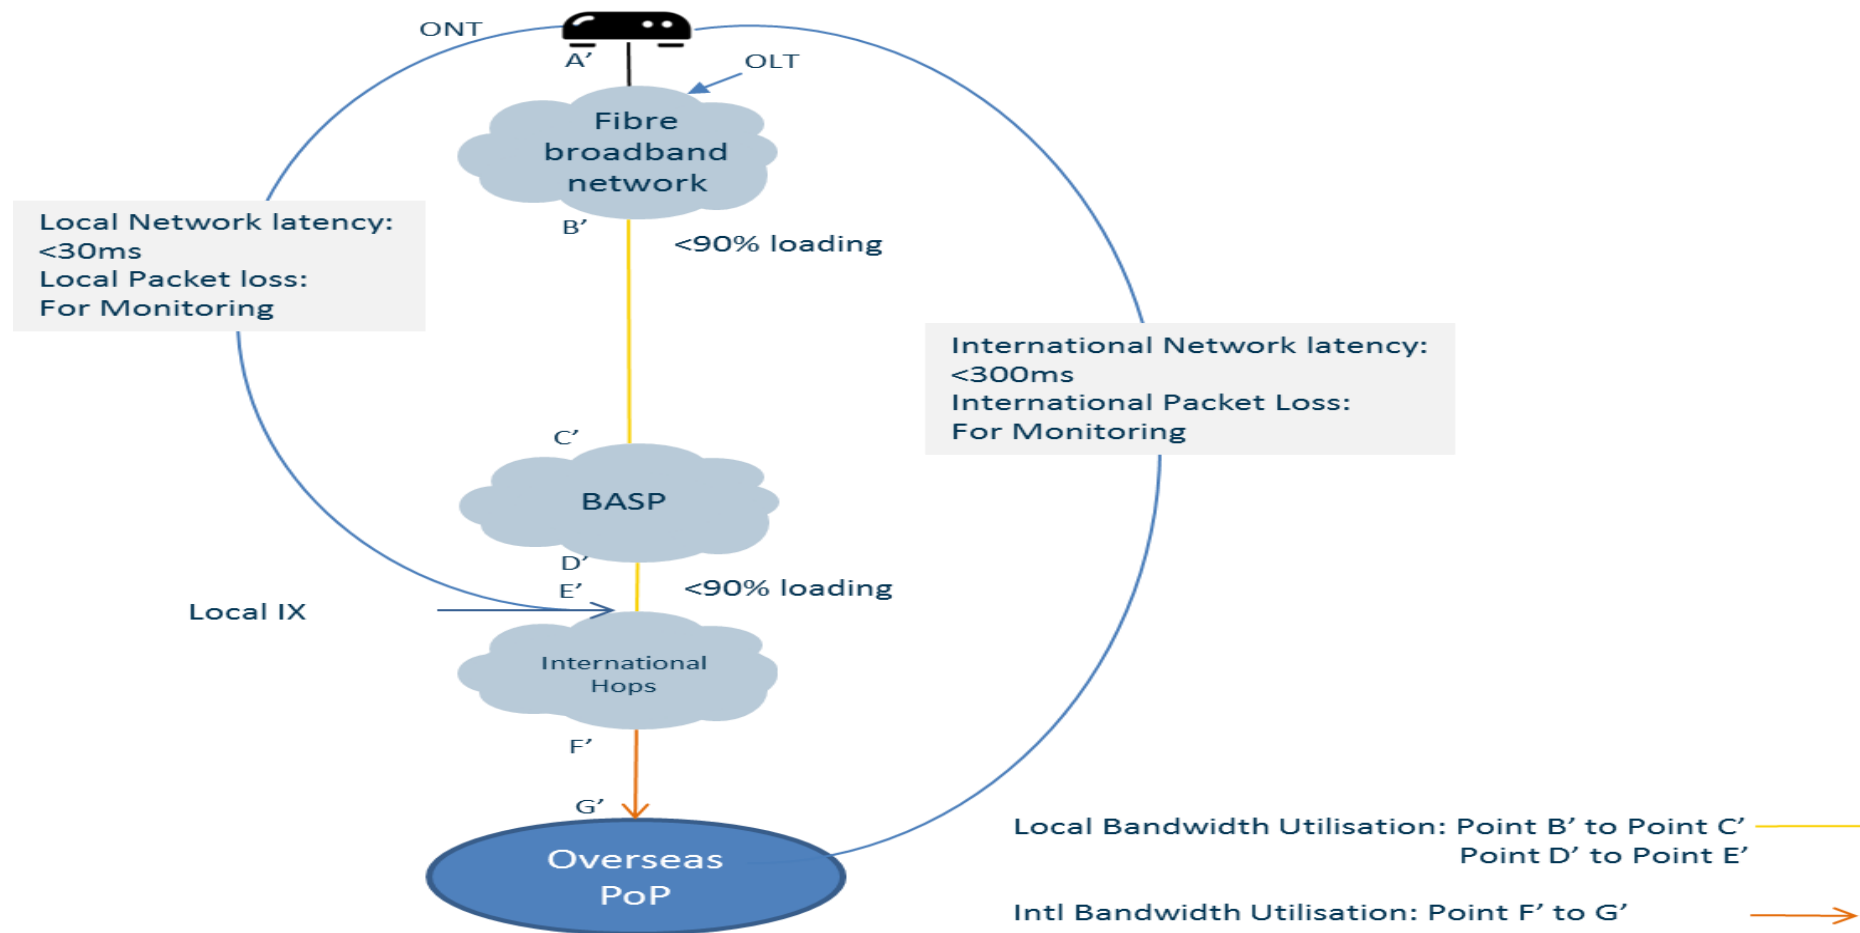 ONT
A’
OLT
Fibre
broadband
network
B’
<90% loading
Local Network latency:
<30ms
Local Packet loss:
For Monitoring
International Network latency:
<300ms
International Packet Loss:
For Monitoring
C’
BASP
D’
E’
<90% loading
Local IX
International
Hops
F’
G’
Overseas
PoP
Local Bandwidth Utilisation: Point B’ to Point C’
Point D’ to Point E’
Intl Bandwidth Utilisation: Point F’ to G’